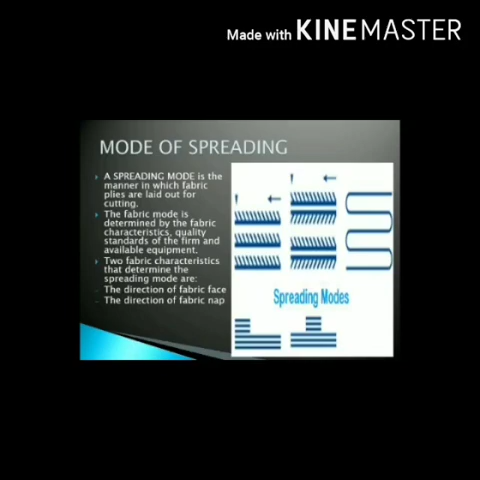 Made with KINEMASTER
MODE OF SPREADING
A SPREADING MODE is the
manner in which fabric
plies are laid out for
cutting.
The fabric mode is
determined by the fabric
characteristics, quality
standards of the firm and
available equipment.
Two fabric characteristics
that determine the
spreading mode are:
- The direction of fabric face
- The direction of fabric nap
Spreading Modes